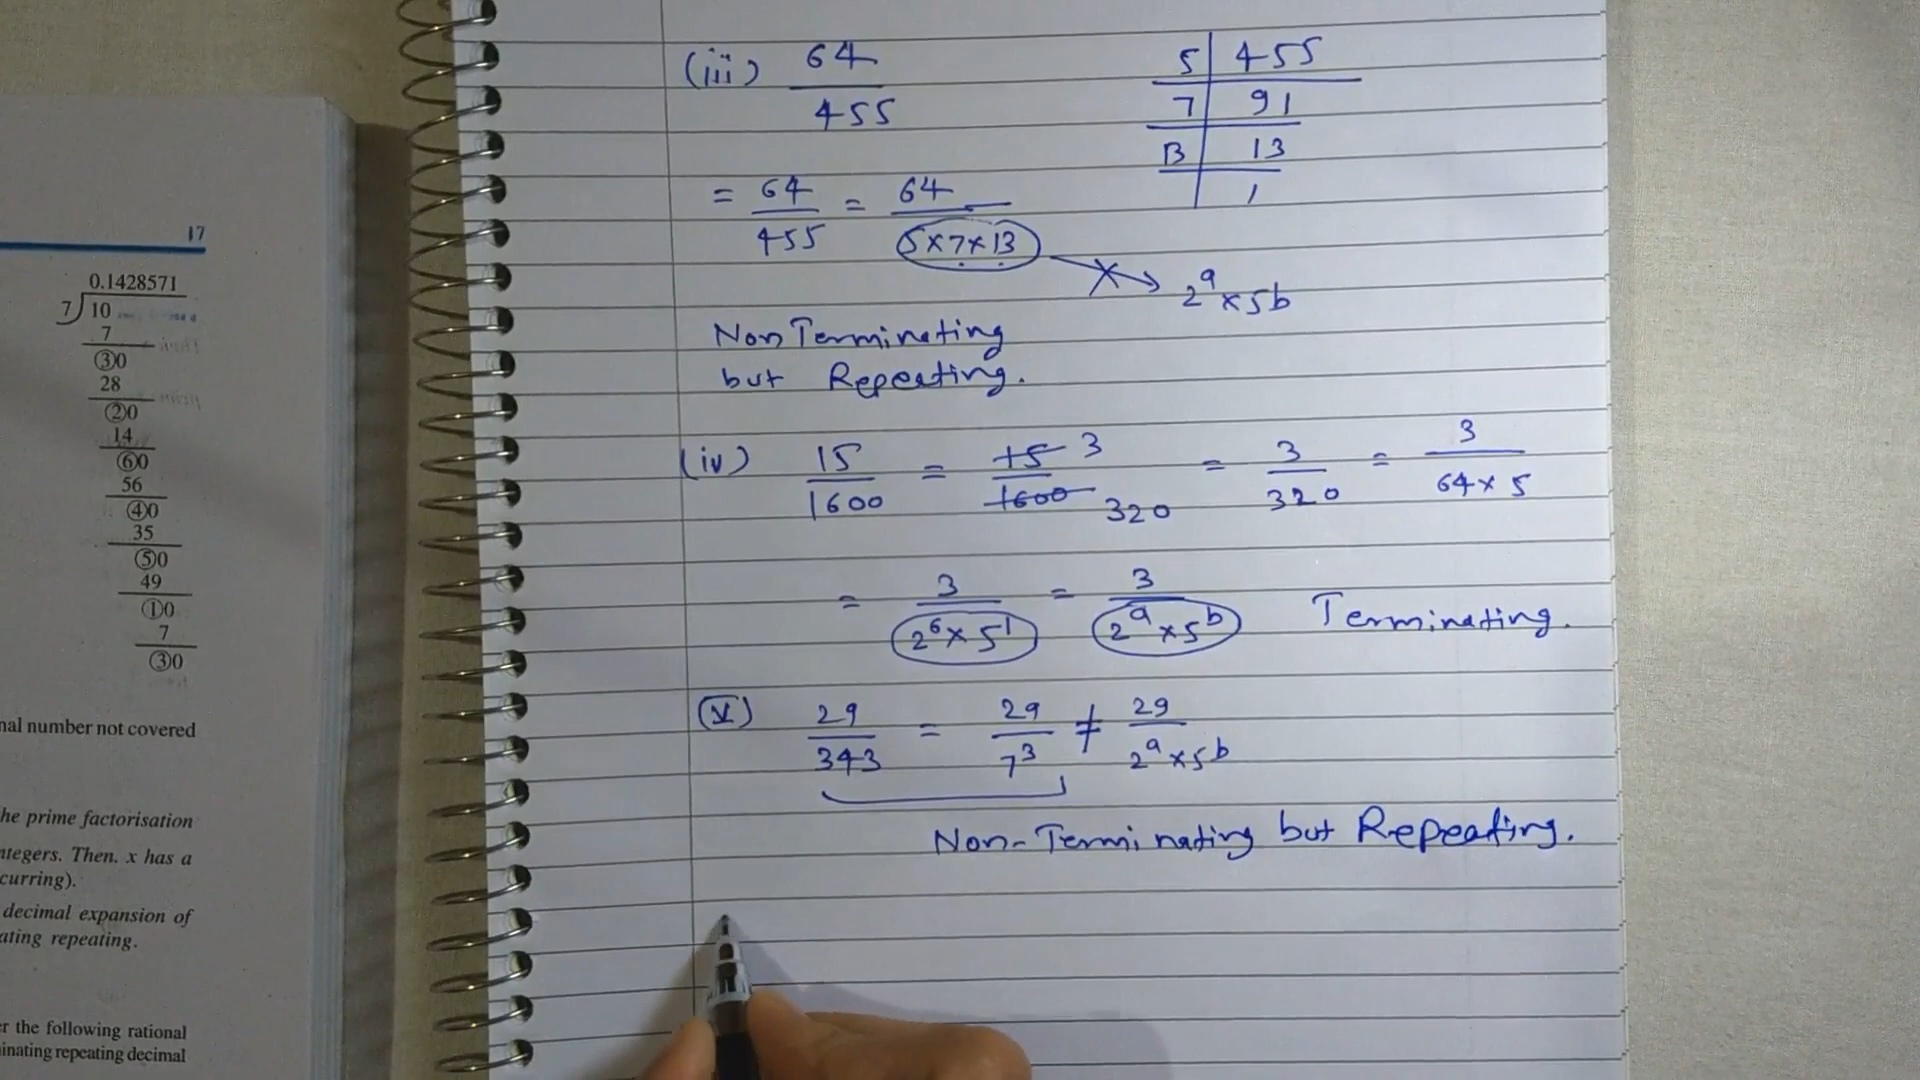 17
0.1428571
7 10
7
30
28
20
14
60
56
40
35
50
49
10
7
30
nal number not covered
he prime factorisation
ntegers. Then, x has a
curring).
decimal expansion of
ating repeating.
er the following rational
minating repeating decimal
(iii) 64/455
5 | 455
7 | 91
13 | 13
1
= 64/455 = 64/5×7×13
× → 2^a × 5^b
Non Terminating
but Repeating.
(iv) 15/1600 = 15/1600 3/320 = 3/320 = 3/64×5
= 3/2^6×5^1 = 3/2^a×5^b Terminating.
(v) 29/343 = 29/7^3 ≠ 29/2^a×5^b
Non-Terminating but Repeating.